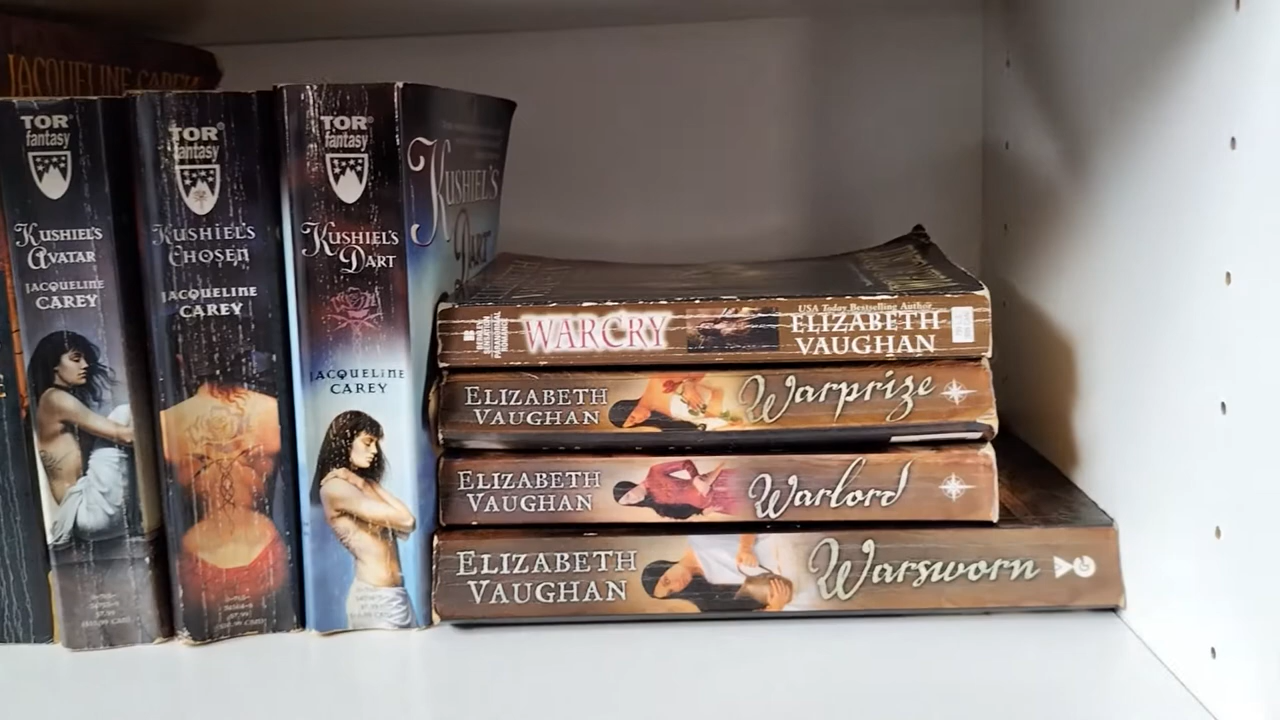 JACQUELINE CAREY
TOR®
fantasy
KUSHIEL'S
AVATAR
JACQUELINE
CAREY
TOR®
fantasy
KUSHIEL'S
CHOSEN
JACQUELINE
CAREY
TOR®
fantasy
KUSHIEL'S
DART
JACQUELINE
CAREY
KUSHIEL'S
DART
WARCRY
USA Today Bestselling Author
ELIZABETH
VAUGHAN
ELIZABETH
VAUGHAN
Warprize
ELIZABETH
VAUGHAN
Warlord
ELIZABETH
VAUGHAN
Warsworn